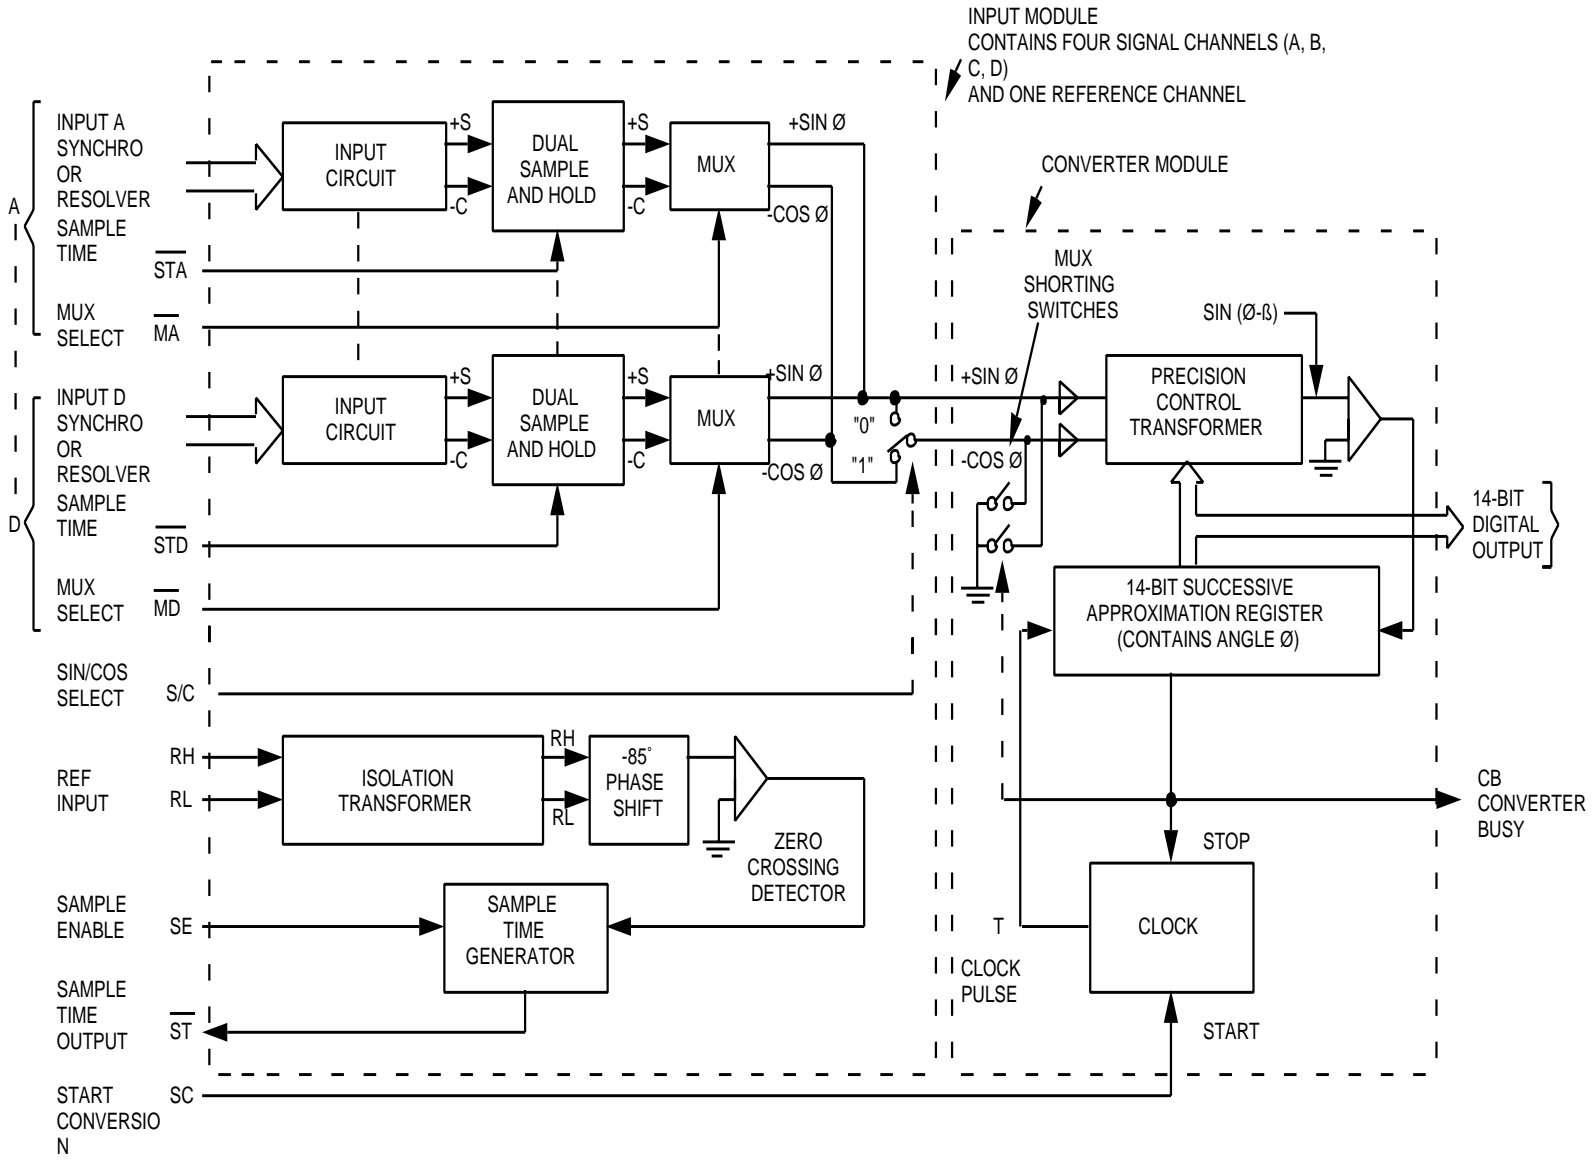 INPUT MODULE
CONTAINS FOUR SIGNAL CHANNELS (A, B,
C, D)
AND ONE REFERENCE CHANNEL
CONVERTER MODULE
A
INPUT A
SYNCHRO
OR
RESOLVER
SAMPLE
TIME
STA
MUX
SELECT
MA
INPUT
CIRCUIT
+S
-C
DUAL
SAMPLE
AND HOLD
+S
-C
MUX
+SIN Ø
-COS Ø
D
INPUT D
SYNCHRO
OR
RESOLVER
SAMPLE
TIME
STD
MUX
SELECT
MD
INPUT
CIRCUIT
+S
-C
DUAL
SAMPLE
AND HOLD
+S
-C
MUX
+SIN Ø
-COS Ø
"0"
"1"
MUX
SHORTING
SWITCHES
+SIN Ø
-COS Ø
SIN (Ø-ß)
PRECISION
CONTROL
TRANSFORMER
14-BIT
DIGITAL
OUTPUT
14-BIT SUCCESSIVE
APPROXIMATION REGISTER
(CONTAINS ANGLE Ø)
SIN/COS
SELECT
S/C
REF
INPUT
RH
RL
ISOLATION
TRANSFORMER
RH
RL
-85°
PHASE
SHIFT
ZERO
CROSSING
DETECTOR
CB
CONVERTER
BUSY
STOP
SAMPLE
ENABLE
SE
SAMPLE
TIME
GENERATOR
T
CLOCK
PULSE
CLOCK
START
SAMPLE
TIME
OUTPUT
ST
START
CONVERSIO
N
SC